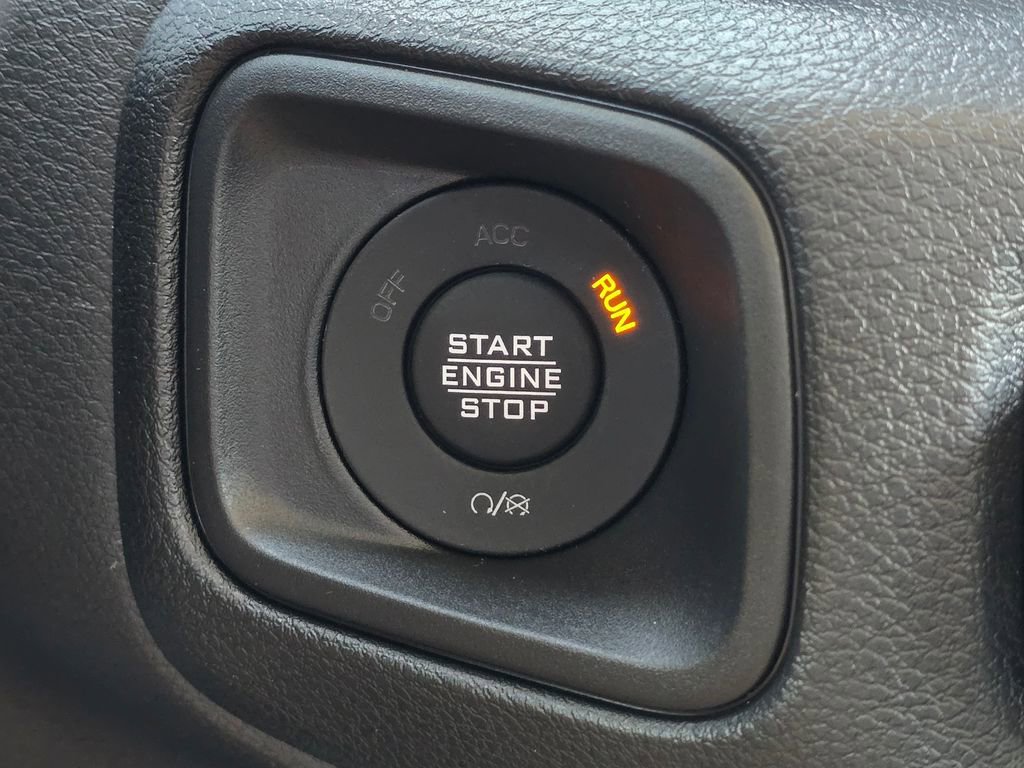 ACC
OFF
RUN
START
ENGINE
STOP